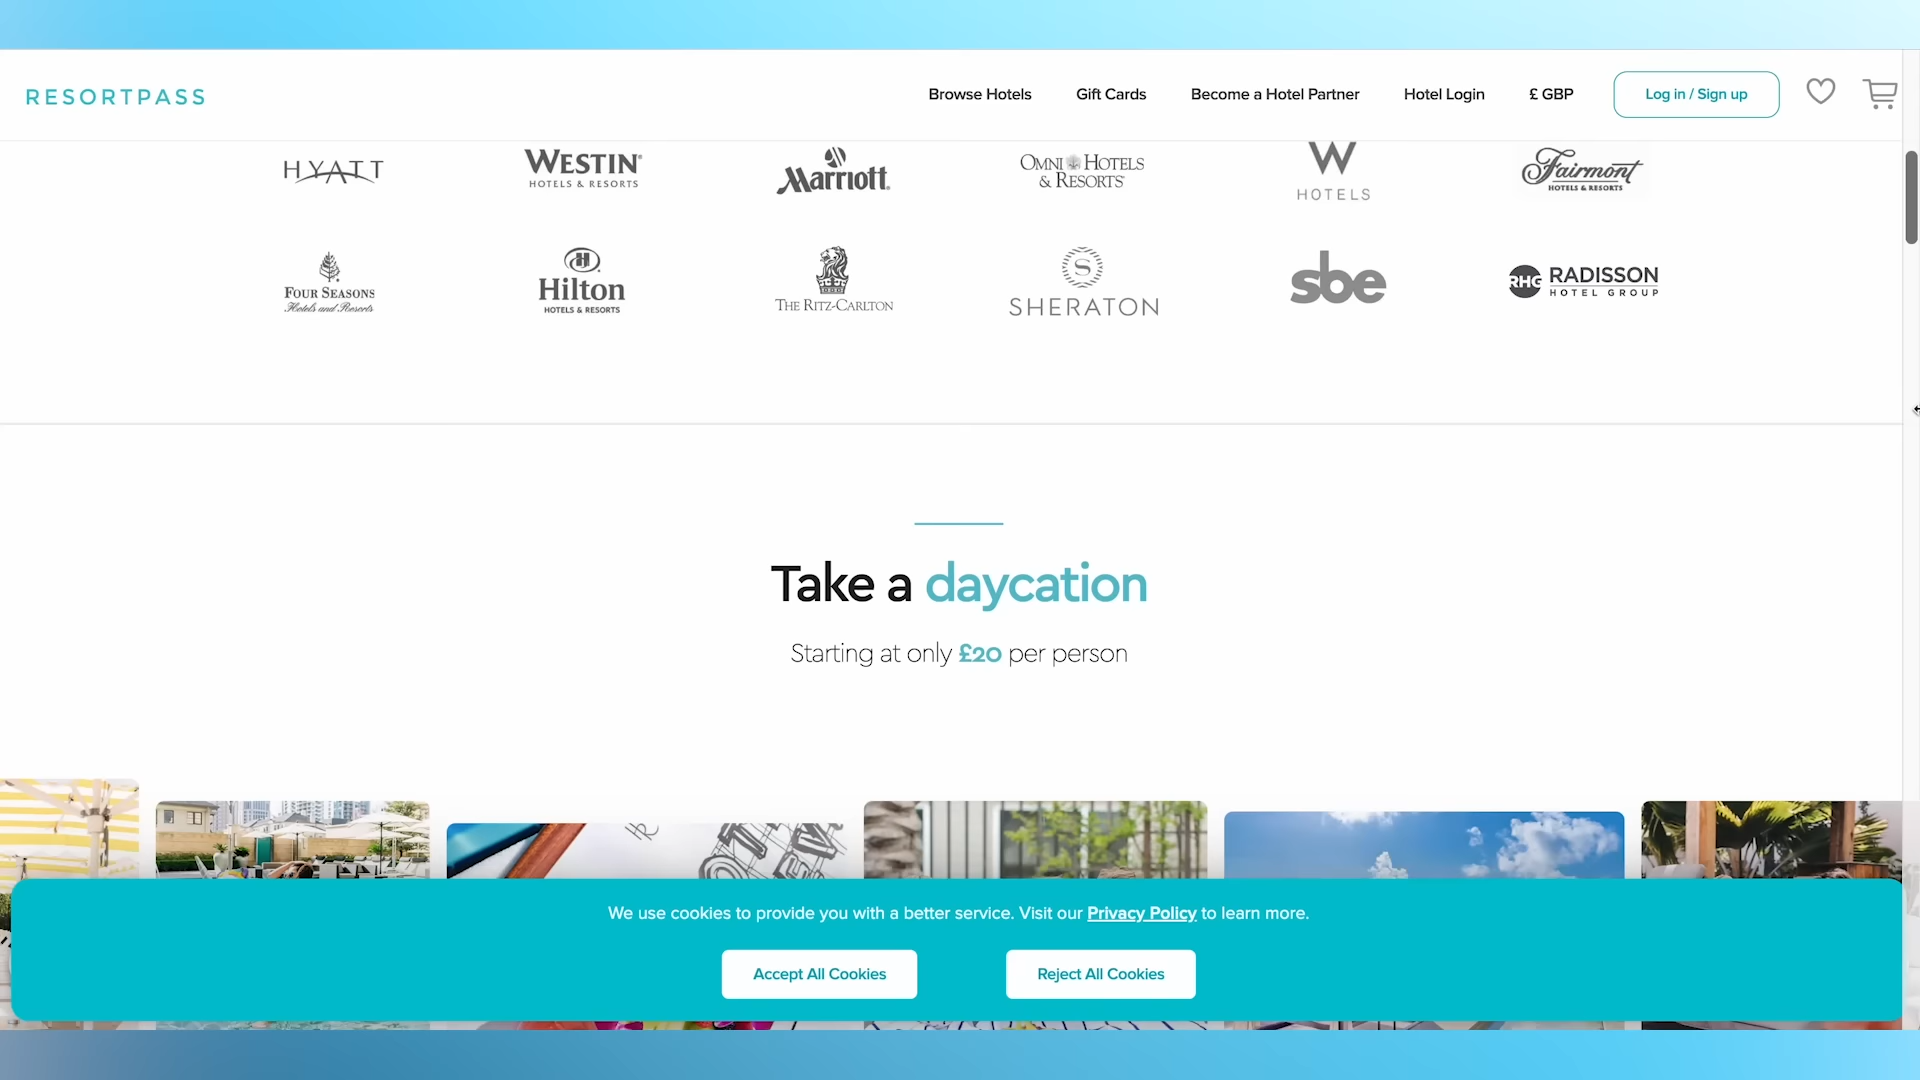 RESORTPASS
Browse Hotels
Gift Cards
Become a Hotel Partner
Hotel Login
£ GBP
Log in / Sign up
HYATT
WESTIN
HOTELS & RESORTS
Marriott
OMNI HOTELS
& RESORTS
W
HOTELS
Fairmont
HOTELS & RESORTS
FOUR SEASONS
Hotels and Resorts
H
Hilton
HOTELS & RESORTS
THE RITZ-CARLTON
S
SHERATON
sbe
RHG
RADISSON
HOTEL GROUP
Take a daycation
Starting at only £20 per person
We use cookies to provide you with a better service. Visit our Privacy Policy to learn more.
Accept All Cookies
Reject All Cookies